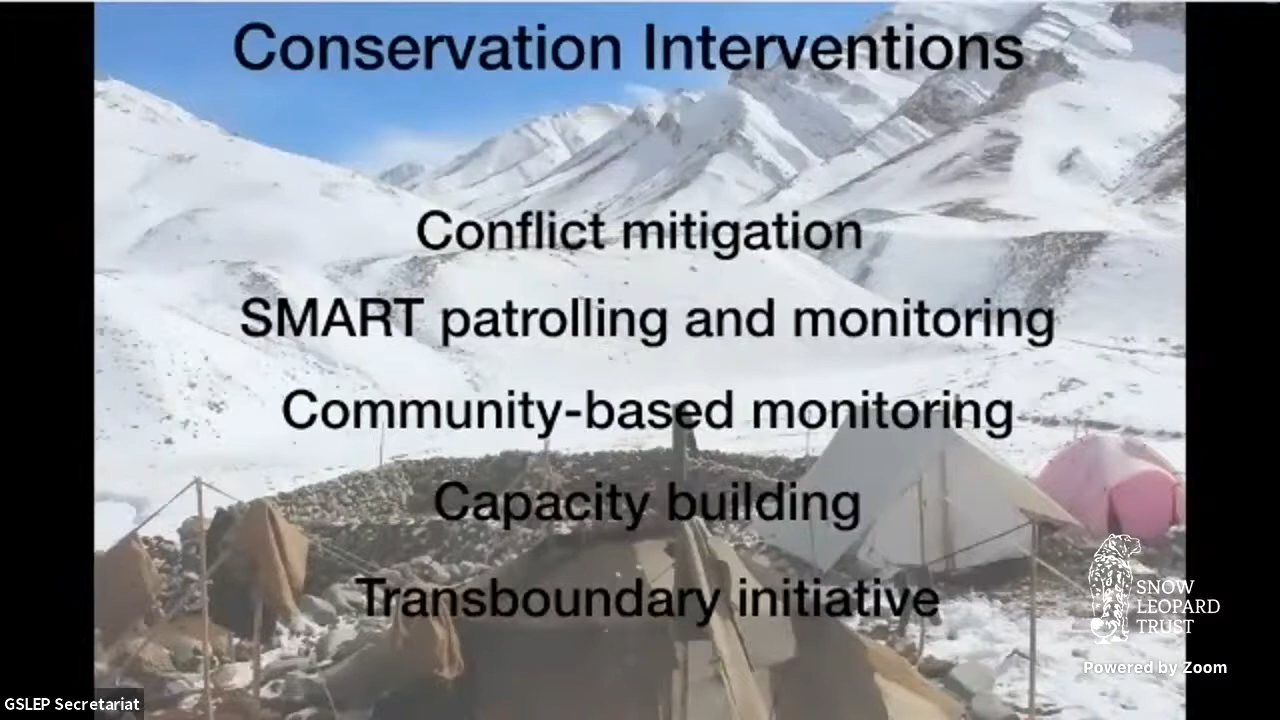 Conservation Interventions
Conflict mitigation
SMART patrolling and monitoring
Community-based monitoring
Capacity building
Transboundary initiative
SNOW
LEOPARD
TRUST
Powered by Zoom
GSLEP Secretariat